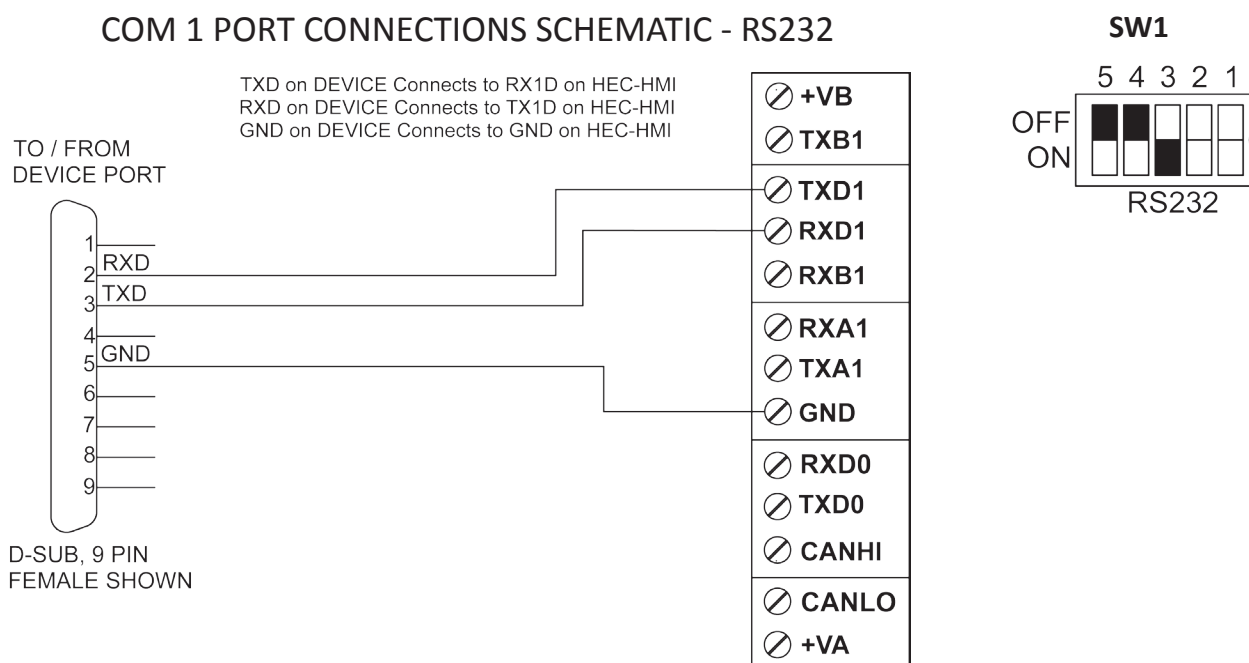 COM 1 PORT CONNECTIONS SCHEMATIC - RS232
SW1
TXD on DEVICE Connects to RX1D on HEC-HMI
RXD on DEVICE Connects to TX1D on HEC-HMI
GND on DEVICE Connects to GND on HEC-HMI
TO / FROM
DEVICE PORT
1
2 RXD
3 TXD
4
5 GND
6
7
8
9
D-SUB, 9 PIN
FEMALE SHOWN
+VB
TXB1
TXD1
RXD1
RXB1
RXA1
TXA1
GND
RXD0
TXD0
CANHI
CANLO
+VA
5 4 3 2 1
OFF
ON
RS232